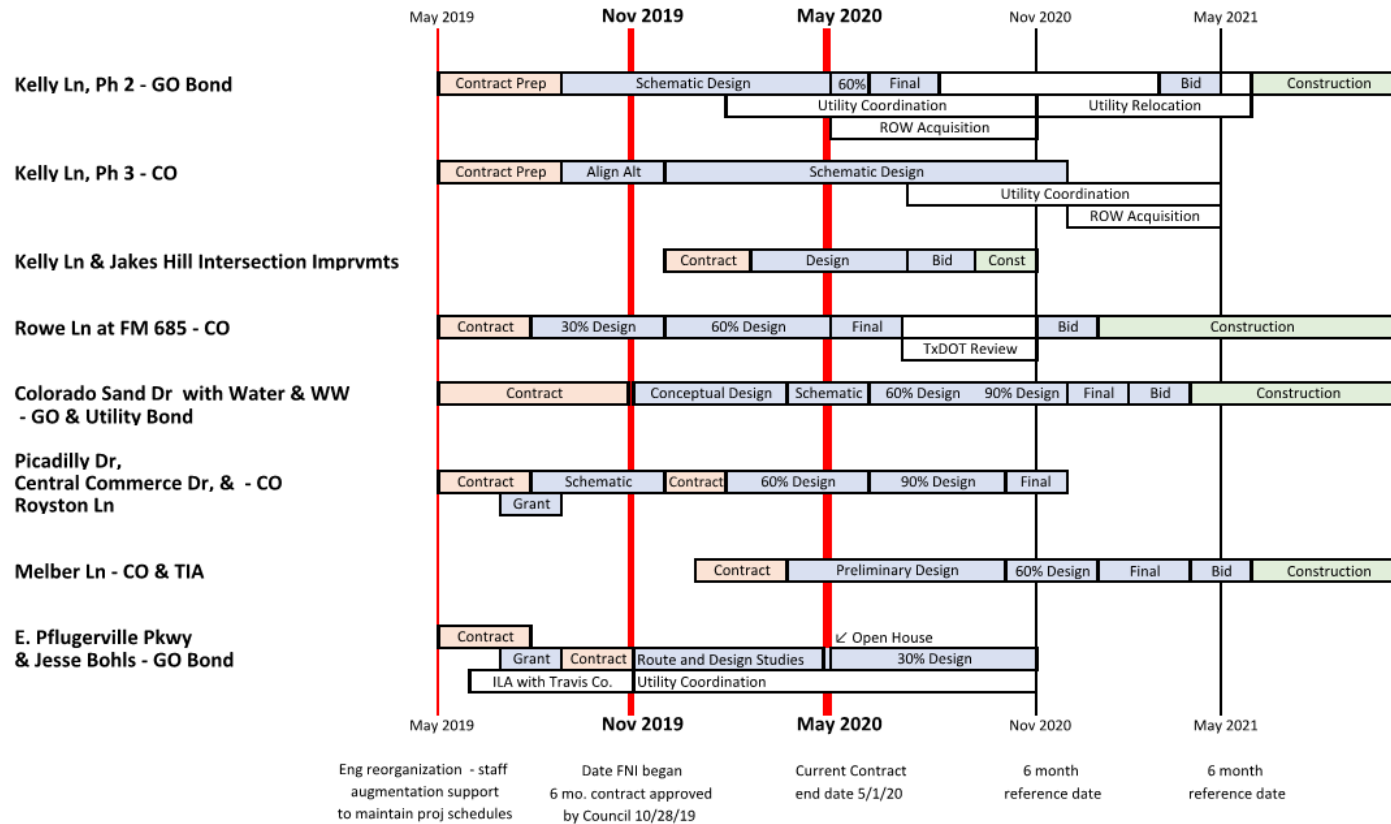 May 2019 Nov 2019 May 2020 Nov 2020 May 2021
Kelly Ln, Ph 2 - GO Bond Contract Prep Schematic Design 60% Final Bid Construction
Utility Coordination Utility Relocation
ROW Acquisition
Kelly Ln, Ph 3 - CO Contract Prep Align Alt Schematic Design
Utility Coordination
ROW Acquisition
Kelly Ln & Jakes Hill Intersection Imprvmts Contract Design Bid Const
Rowe Ln at FM 685 - CO Contract 30% Design 60% Design Final Bid Construction
TxDOT Review
Colorado Sand Dr with Water & WW Contract Conceptual Design Schematic 60% Design 90% Design Final Bid Construction
- GO & Utility Bond
Picadilly Dr,
Central Commerce Dr, & - CO Contract Schematic Contract 60% Design 90% Design Final
Royston Ln Grant
Melber Ln - CO & TIA Contract Preliminary Design 60% Design Final Bid Construction
E. Pflugerville Pkwy Contract ↙ Open House
& Jesse Bohls - GO Bond Grant Contract Route and Design Studies 30% Design
ILA with Travis Co. Utility Coordination
May 2019 Nov 2019 May 2020 Nov 2020 May 2021
Eng reorganization - staff Date FNI began Current Contract 6 month 6 month
augmentation support 6 mo. contract approved end date 5/1/20 reference date reference date
to maintain proj schedules by Council 10/28/19